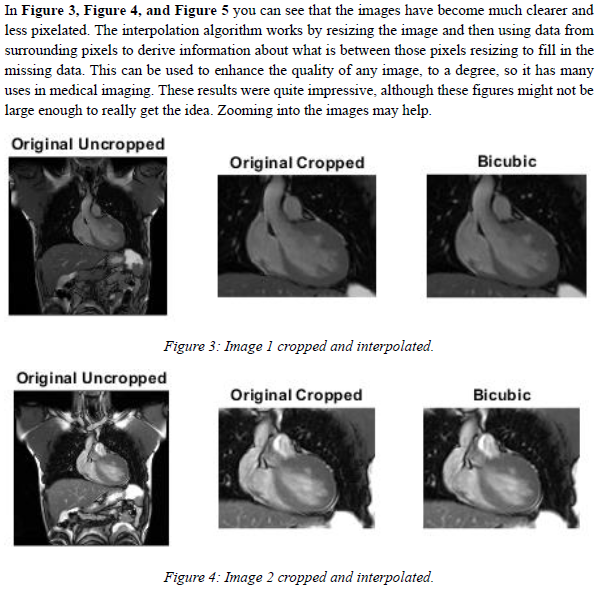 In Figure 3, Figure 4, and Figure 5 you can see that the images have become much clearer and
less pixelated. The interpolation algorithm works by resizing the image and then using data from
surrounding pixels to derive information about what is between those pixels resizing to fill in the
missing data. This can be used to enhance the quality of any image, to a degree, so it has many
uses in medical imaging. These results were quite impressive, although these figures might not be
large enough to really get the idea. Zooming into the images may help.
Original Uncropped
Original Cropped
Bicubic
Figure 3: Image 1 cropped and interpolated.
Original Uncropped
Original Cropped
Bicubic
Figure 4: Image 2 cropped and interpolated.